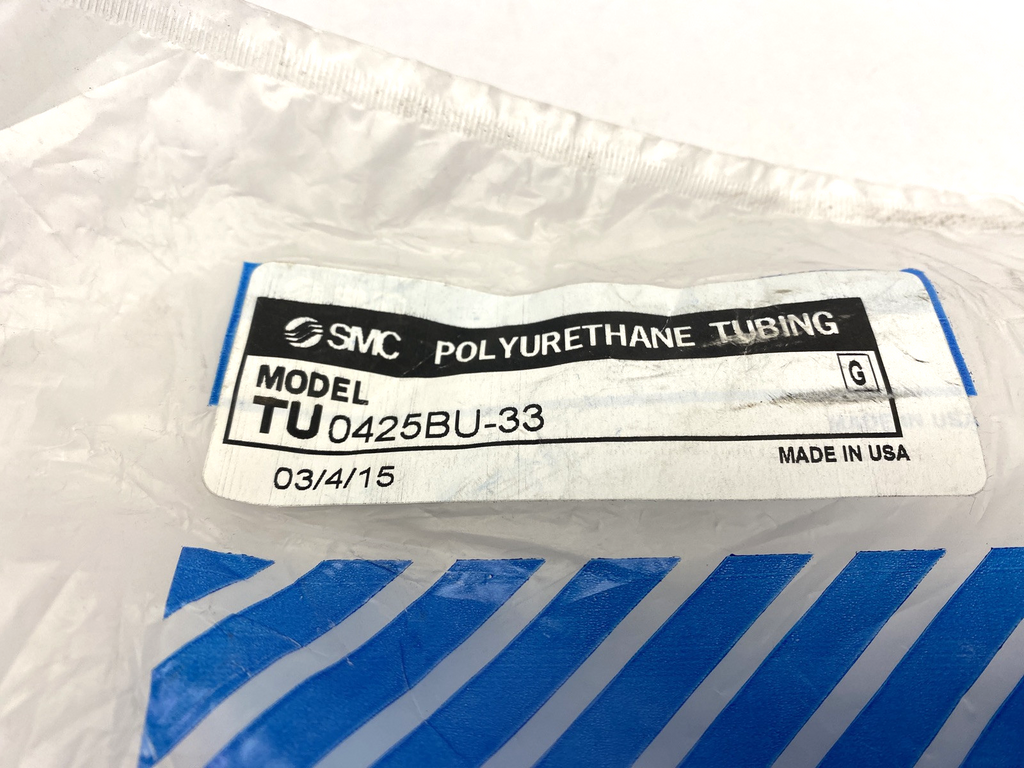 SMC POLYURETHANE TUBING
G
MODEL
TU 0425BU-33
MADE IN USA
03/4/15